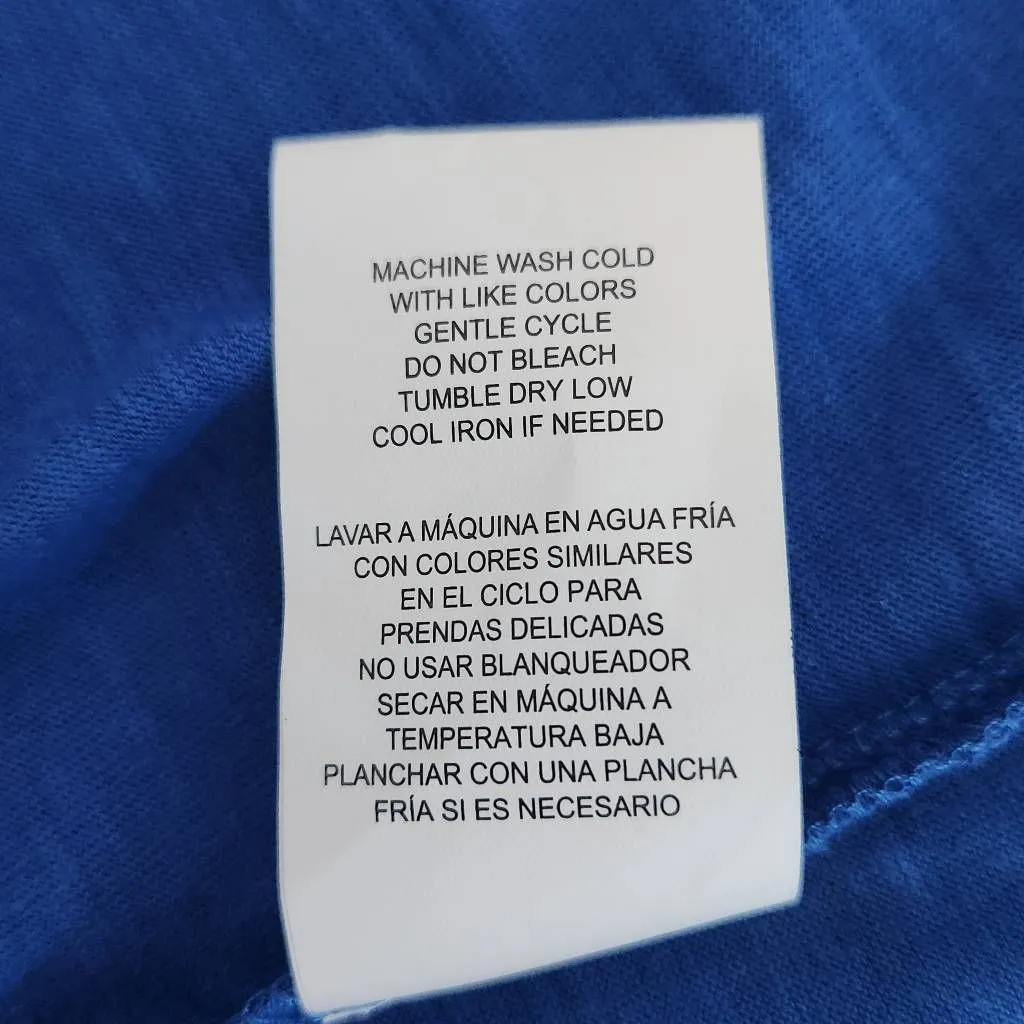 MACHINE WASH COLD
WITH LIKE COLORS
GENTLE CYCLE
DO NOT BLEACH
TUMBLE DRY LOW
COOL IRON IF NEEDED
LAVAR A MÁQUINA EN AGUA FRÍA
CON COLORES SIMILARES
EN EL CICLO PARA
PRENDAS DELICADAS
NO USAR BLANQUEADOR
SECAR EN MÁQUINA A
TEMPERATURA BAJA
PLANCHAR CON UNA PLANCHA
FRÍA SI ES NECESARIO